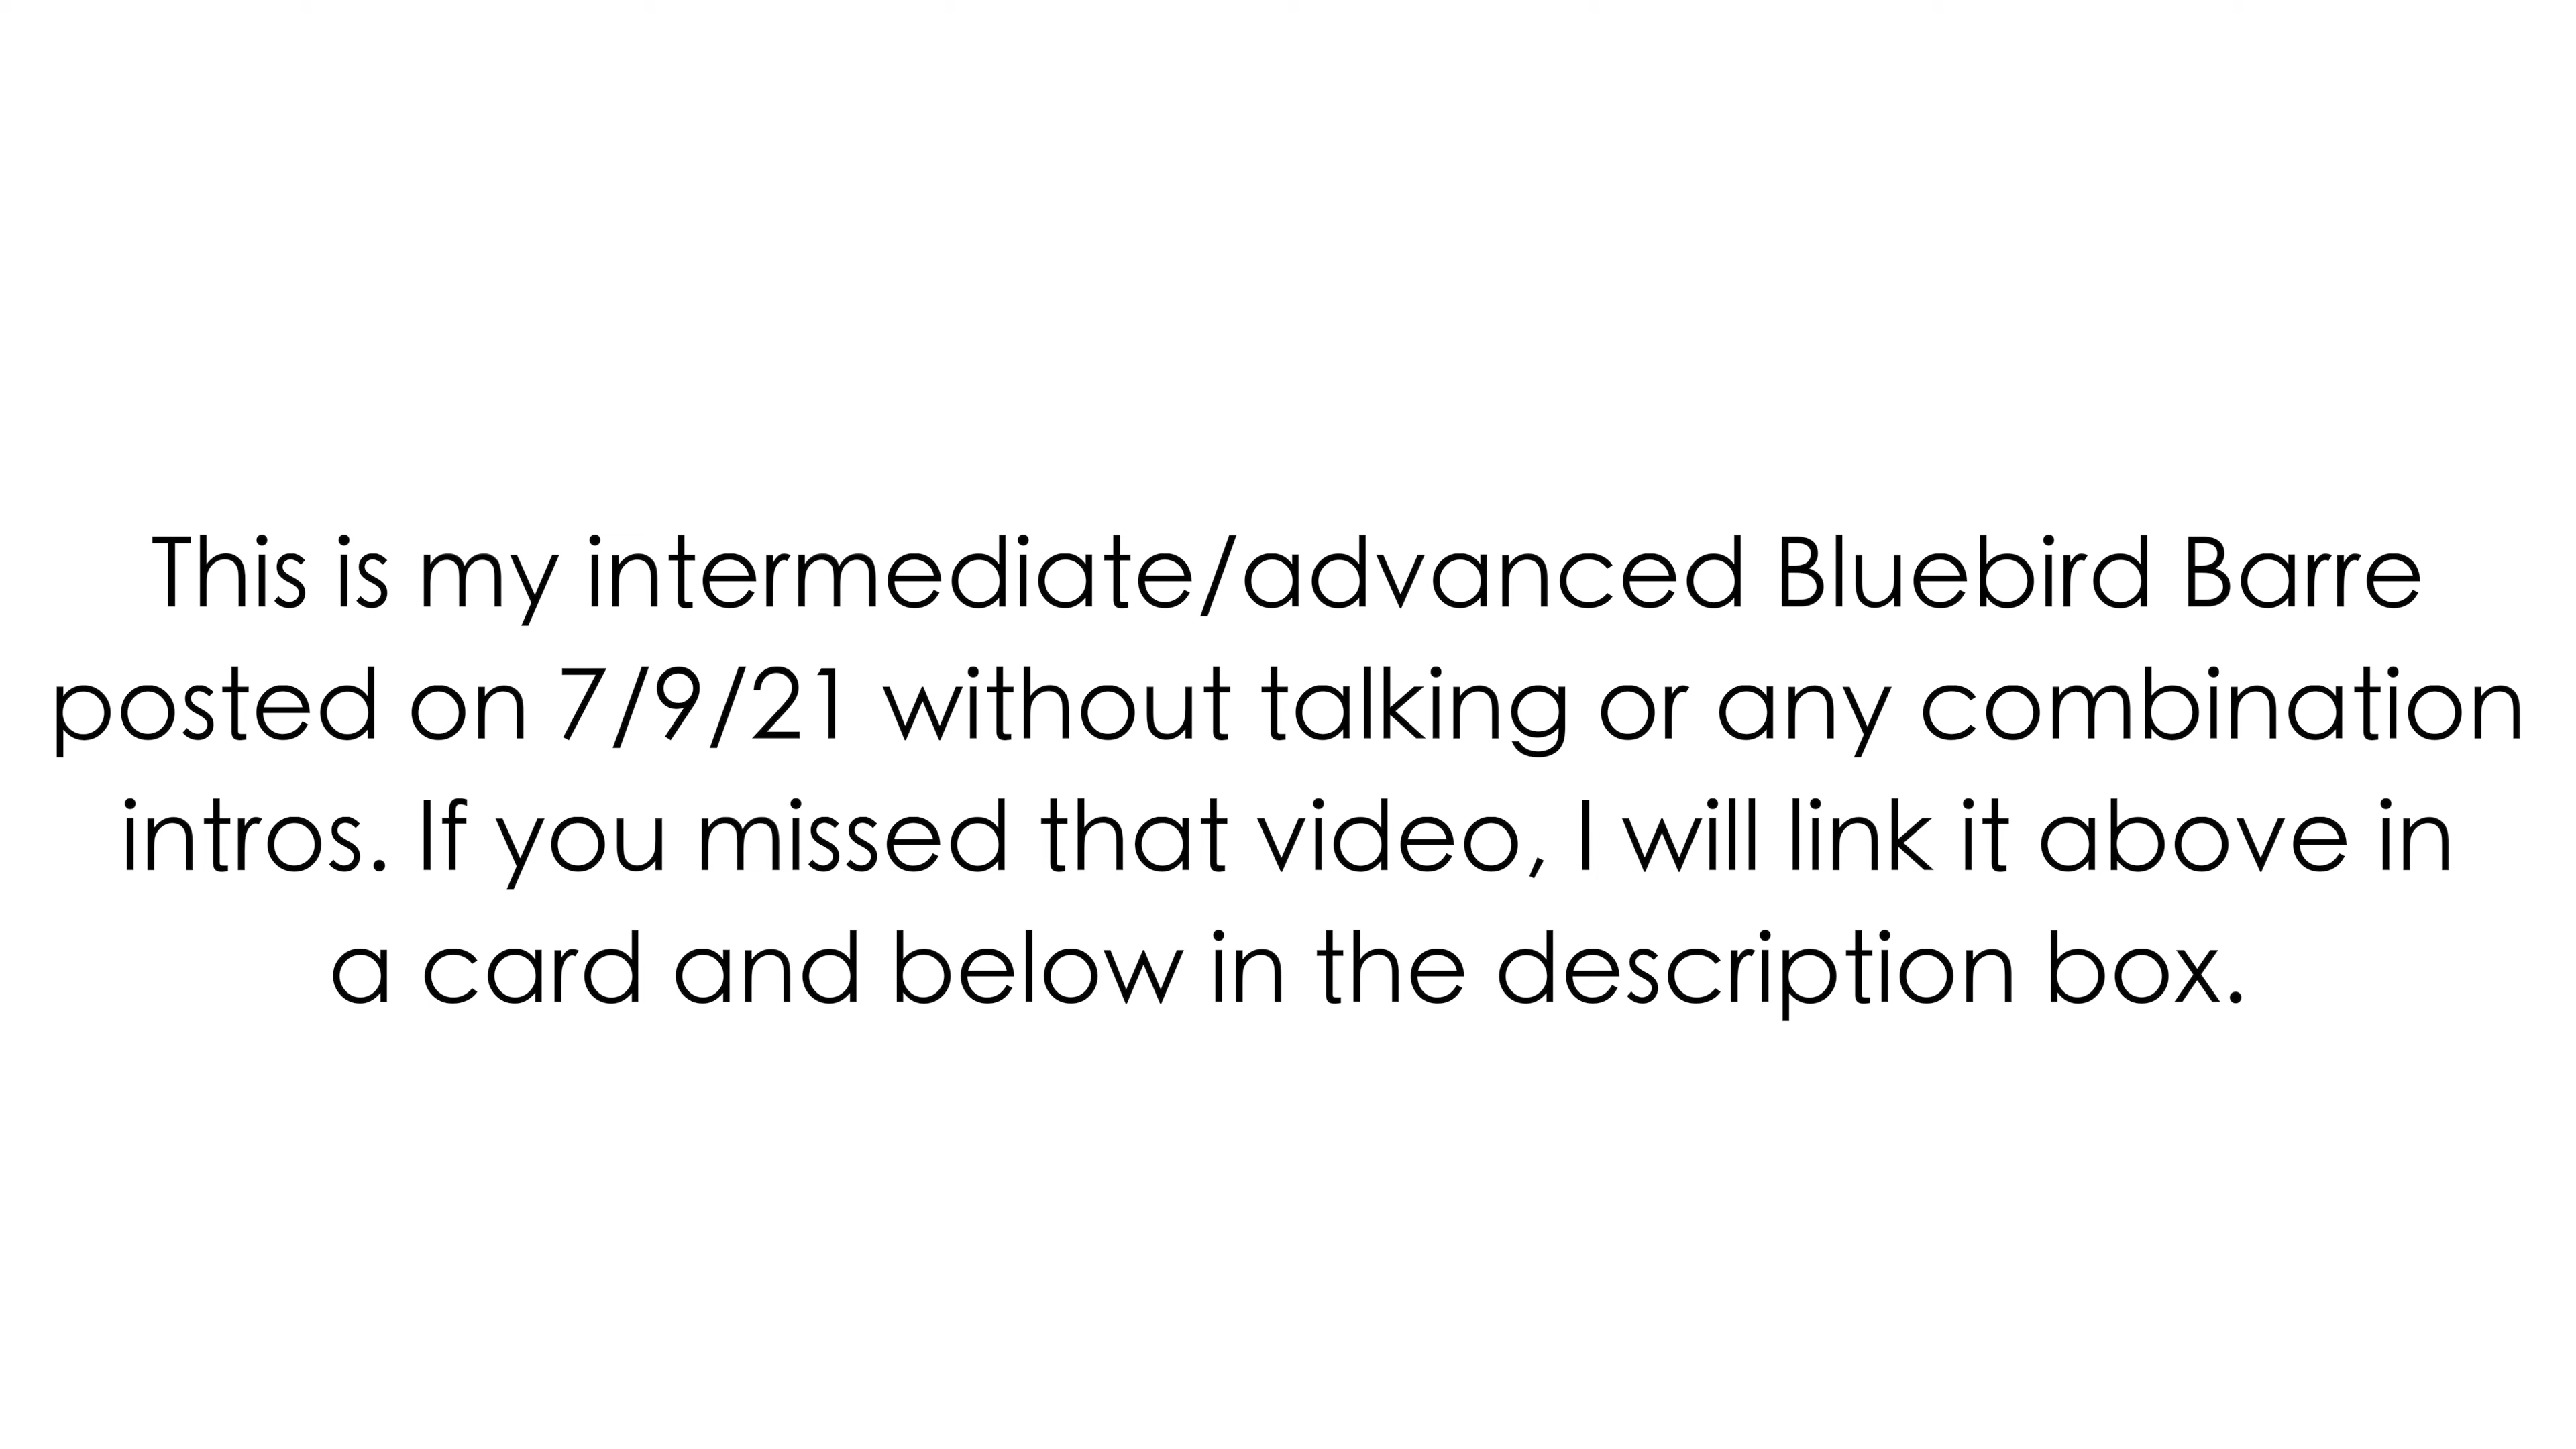 This is my intermediate/advanced Bluebird Barre
posted on 7/9/21 without talking or any combination
intros. If you missed that video, I will link it above in
a card and below in the description box.